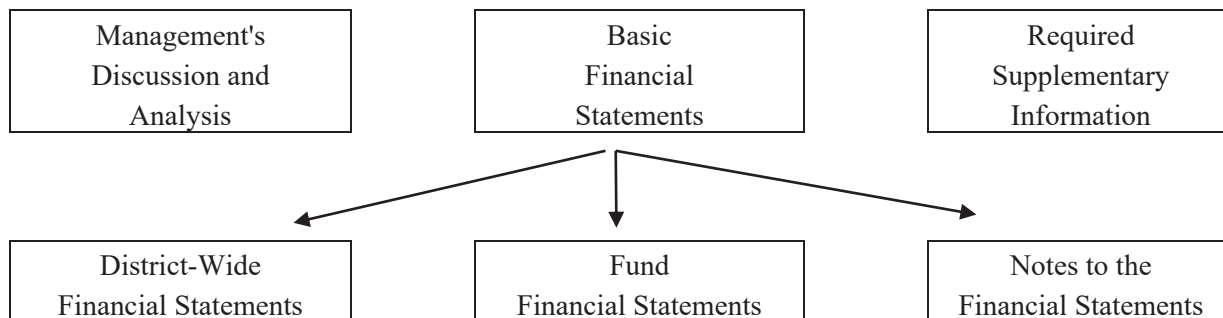 Management's
Discussion and
Analysis
Basic
Financial
Statements
Required
Supplementary
Information
District-Wide
Financial Statements
Fund
Financial Statements
Notes to the
Financial Statements